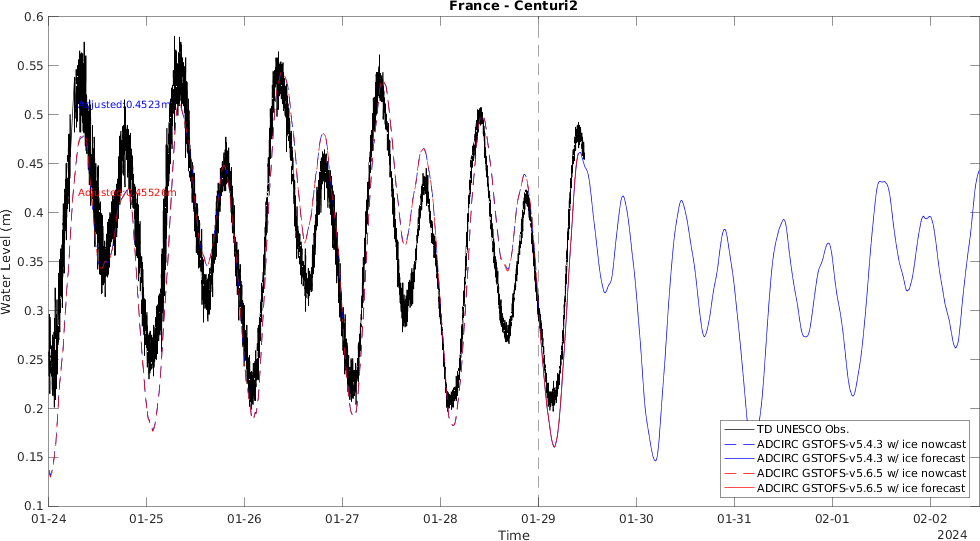 France - Centuri2
0.6
0.55
0.5
0.45
0.4
0.35
0.3
0.25
0.2
0.15
0.1
Water Level (m)
Adjusted:0.4523m
Adjusted:0.45526m
TD UNESCO Obs.
ADCIRC GSTOFS-v5.4.3 w/ ice nowcast
ADCIRC GSTOFS-v5.4.3 w/ ice forecast
ADCIRC GSTOFS-v5.6.5 w/ ice nowcast
ADCIRC GSTOFS-v5.6.5 w/ ice forecast
01-24 01-25 01-26 01-27 01-28 01-29 01-30 01-31 02-01 02-02
Time
2024